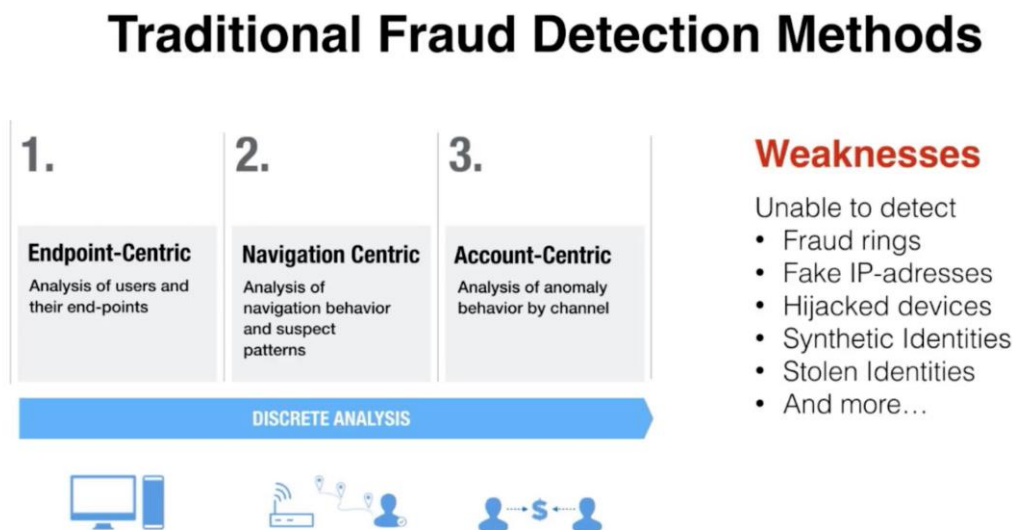 Traditional Fraud Detection Methods
1.
2.
3.
Endpoint-Centric
Analysis of users and
their end-points
Navigation Centric
Analysis of
navigation behavior
and suspect
patterns
Account-Centric
Analysis of anomaly
behavior by channel
DISCRETE ANALYSIS
$
Weaknesses
Unable to detect
• Fraud rings
• Fake IP-adresses
• Hijacked devices
• Synthetic Identities
• Stolen Identities
• And more...